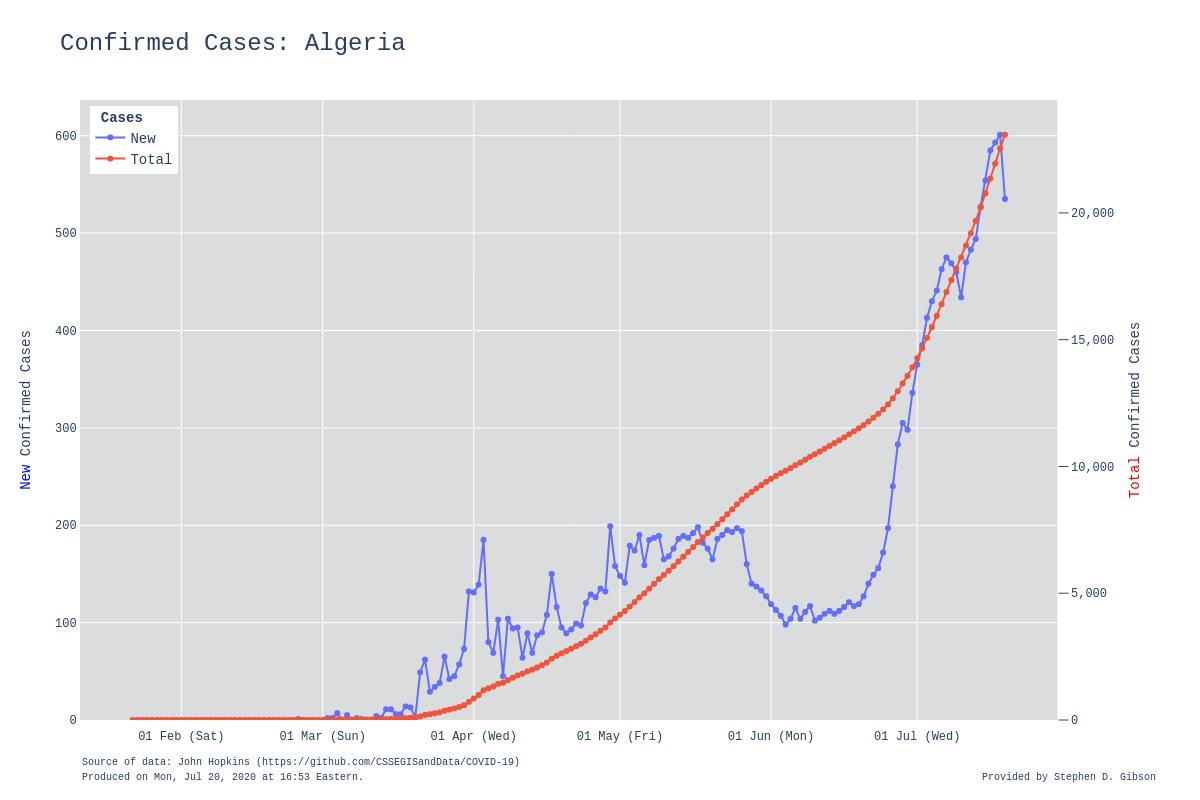 Confirmed Cases: Algeria
Cases
New
Total
600
500
400
300
200
100
0
20,000
15,000
10,000
5,000
0
New Confirmed Cases
Total Confirmed Cases
01 Feb (Sat)
01 Mar (Sun)
01 Apr (Wed)
01 May (Fri)
01 Jun (Mon)
01 Jul (Wed)
Source of data: John Hopkins (https://github.com/CSSEGISandData/COVID-19)
Produced on Mon, Jul 20, 2020 at 16:53 Eastern.
Provided by Stephen D. Gibson